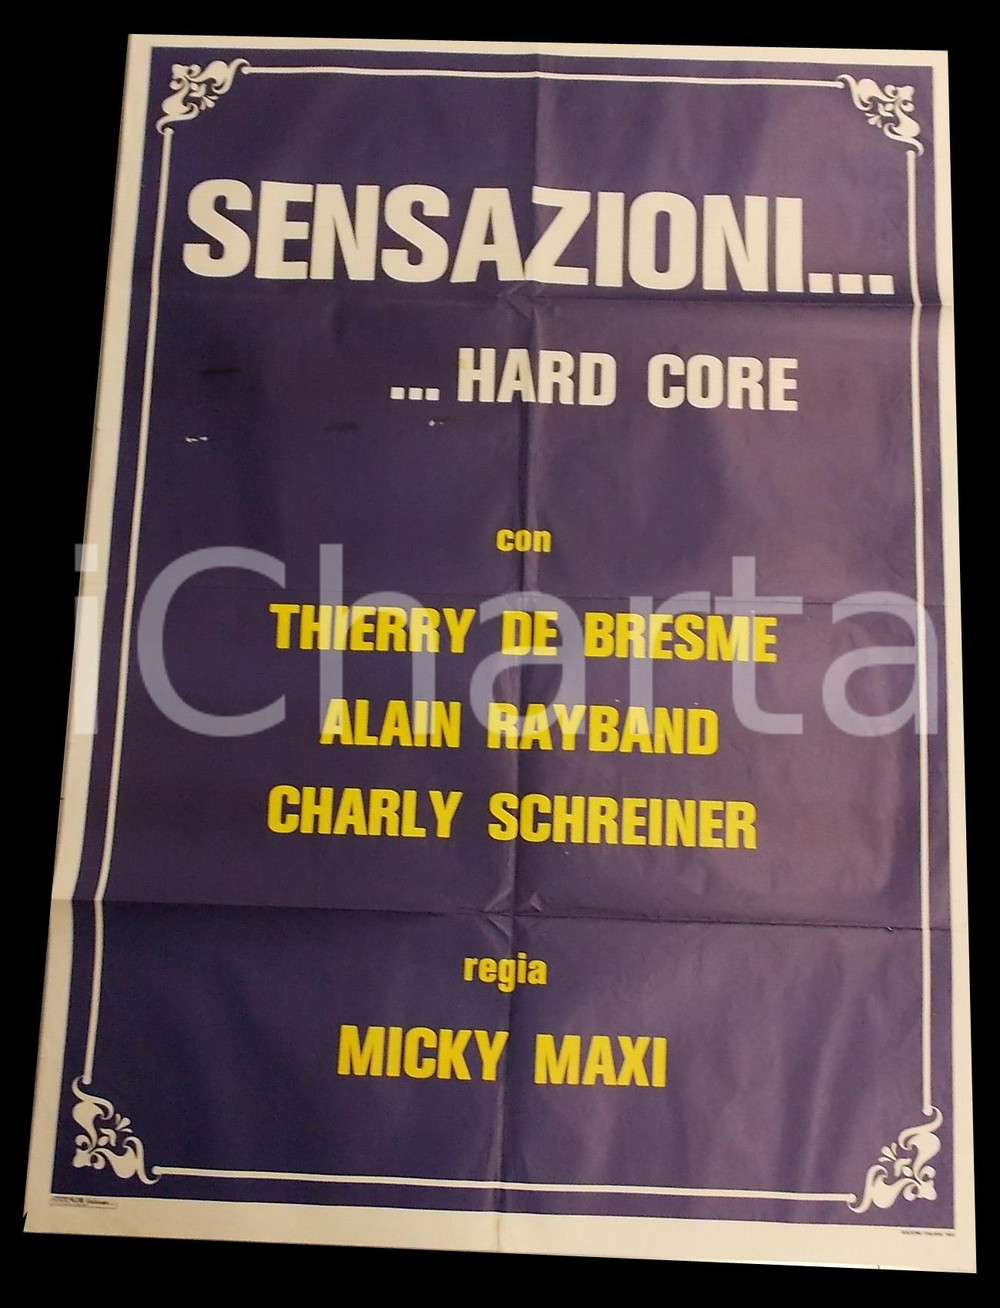 SENSAZIONI...
... HARD CORE
con
THIERRY DE BRESME
iCharta
ALAIN RAYBAND
CHARLY SCHREINER
regia
MICKY MAXI